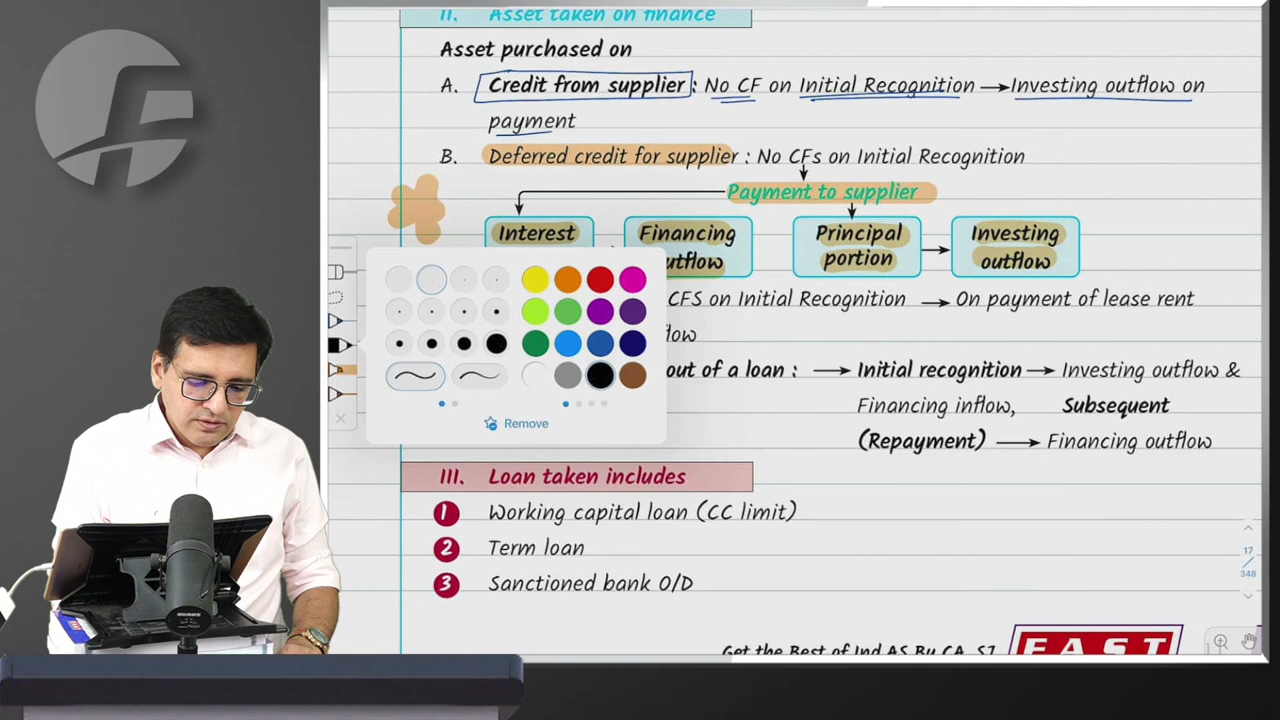 II. Asset taken on finance
Asset purchased on
A. Credit from supplier : No CF on Initial Recognition → Investing outflow on
payment
B. Deferred credit for supplier : No CFs on Initial Recognition
Payment to supplier
Interest
Financing
outflow
Principal
portion
Investing
outflow
CFS on Initial Recognition → On payment of lease rent
out of a loan : → Initial recognition → Investing outflow &
Financing inflow, Subsequent
(Repayment) → Financing outflow
Remove
III. Loan taken includes
1 Working capital loan (CC limit)
2 Term loan
3 Sanctioned bank O/D
17
348
Get the Best of Ind AS By CA. SJ
FAST